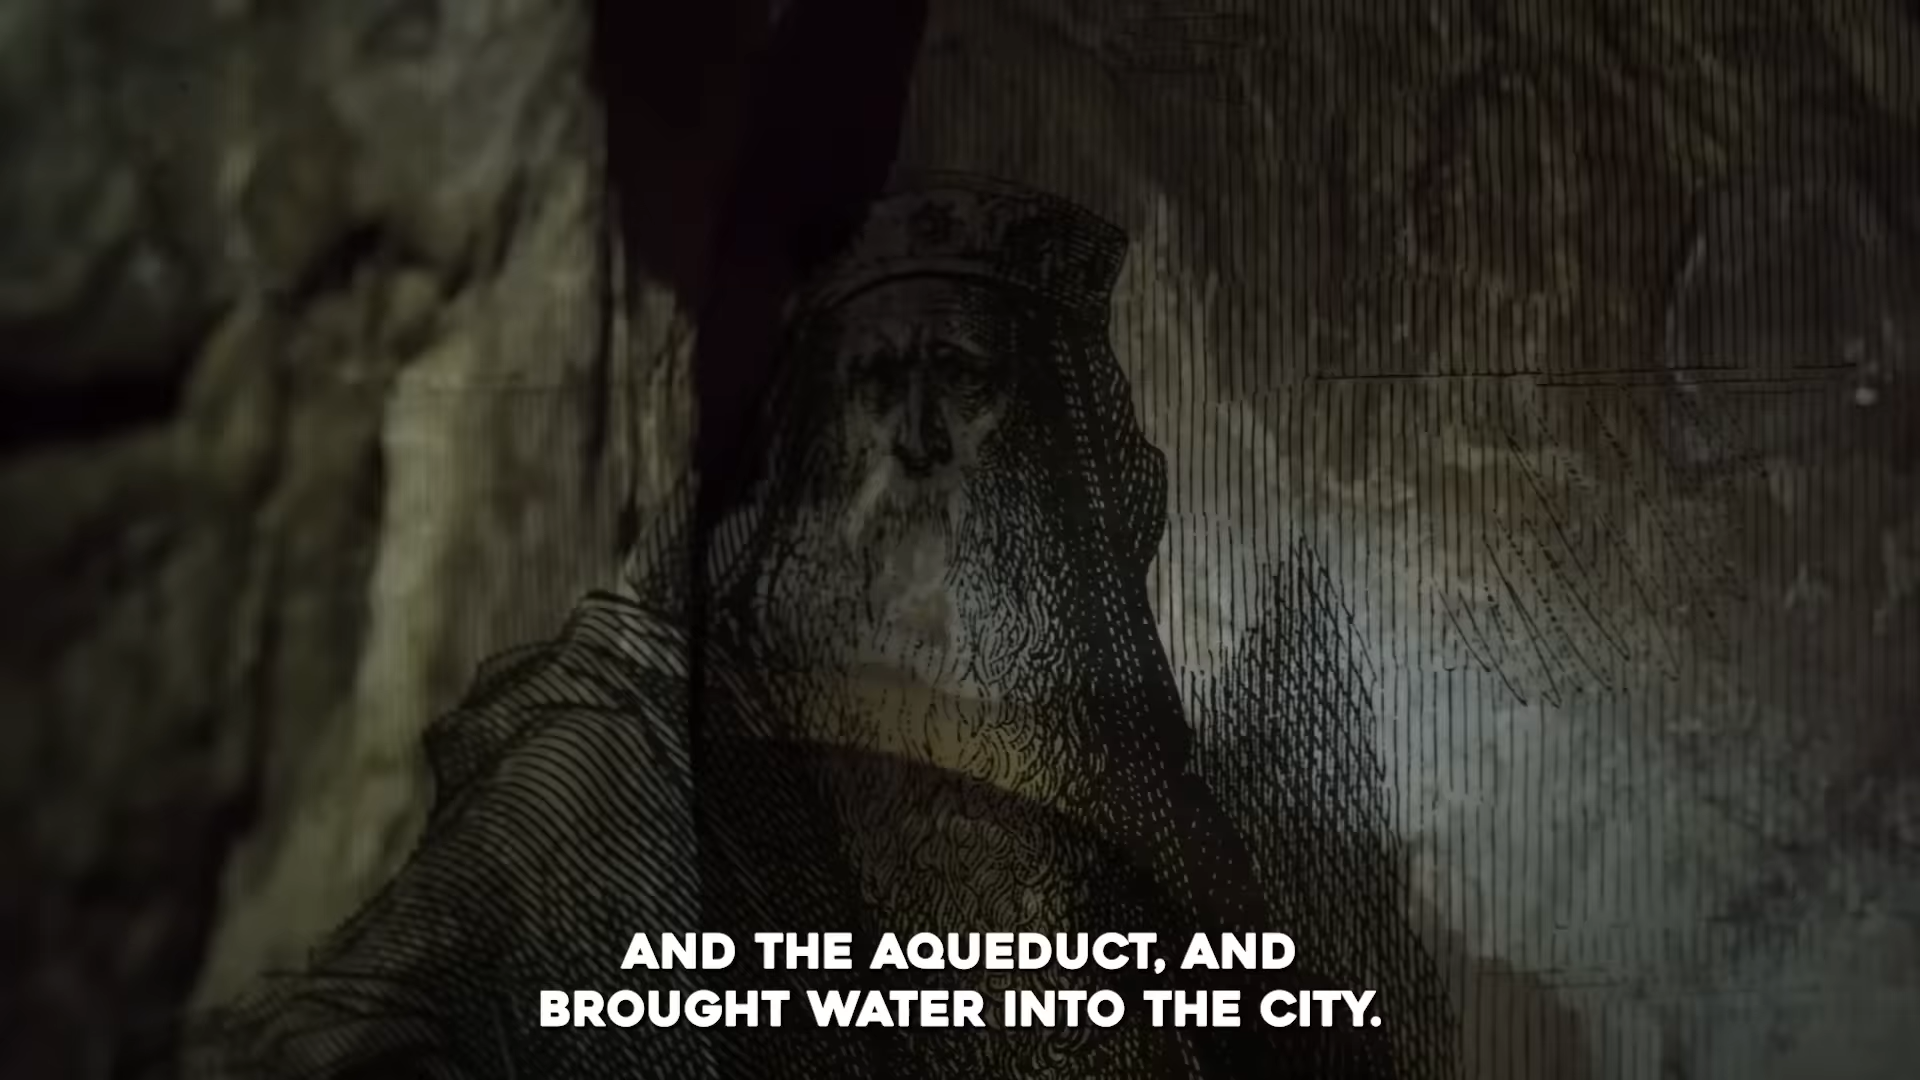 AND THE AQUEDUCT, AND
BROUGHT WATER INTO THE CITY.